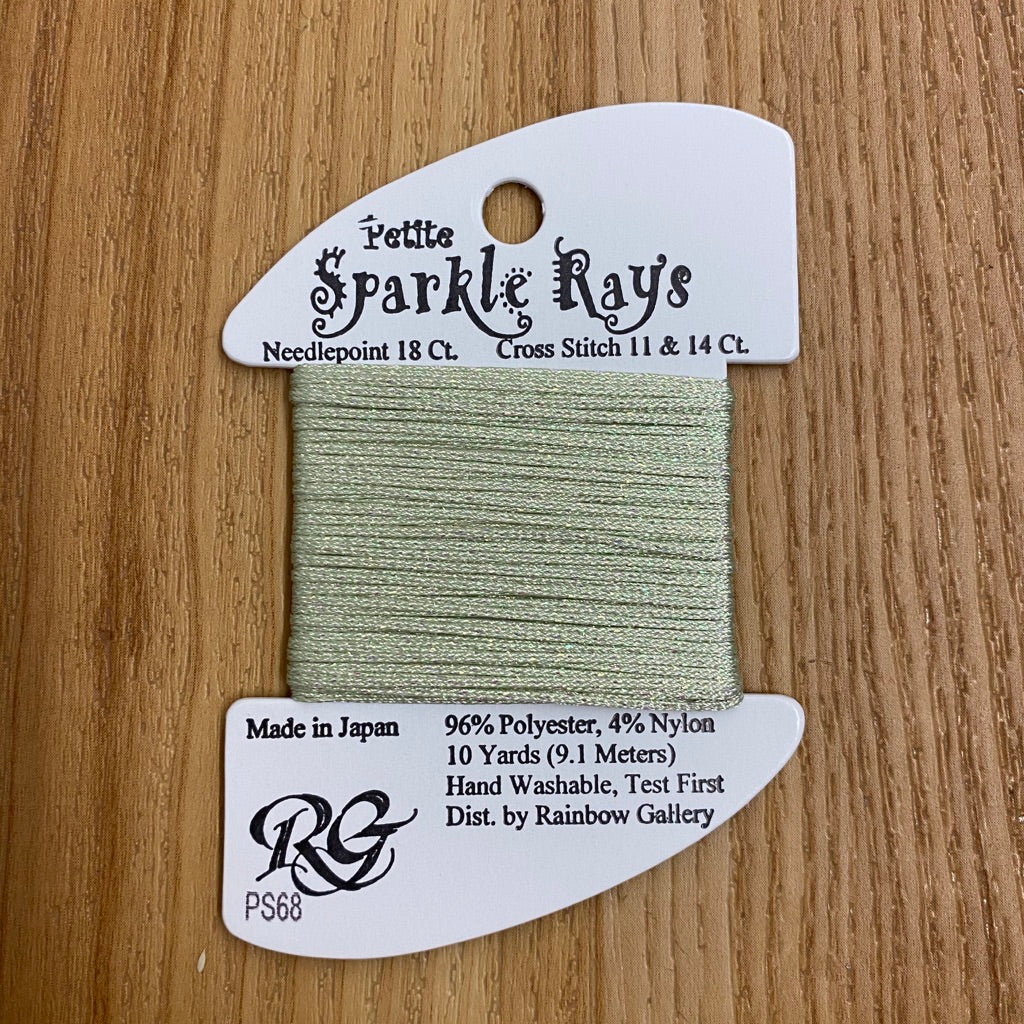 Petite
Sparkle Rays
Needlepoint 18 Ct. Cross Stitch 11 & 14 Ct.
Made in Japan
96% Polyester, 4% Nylon
10 Yards (9.1 Meters)
Hand Washable, Test First
Dist. by Rainbow Gallery
RG
PS68